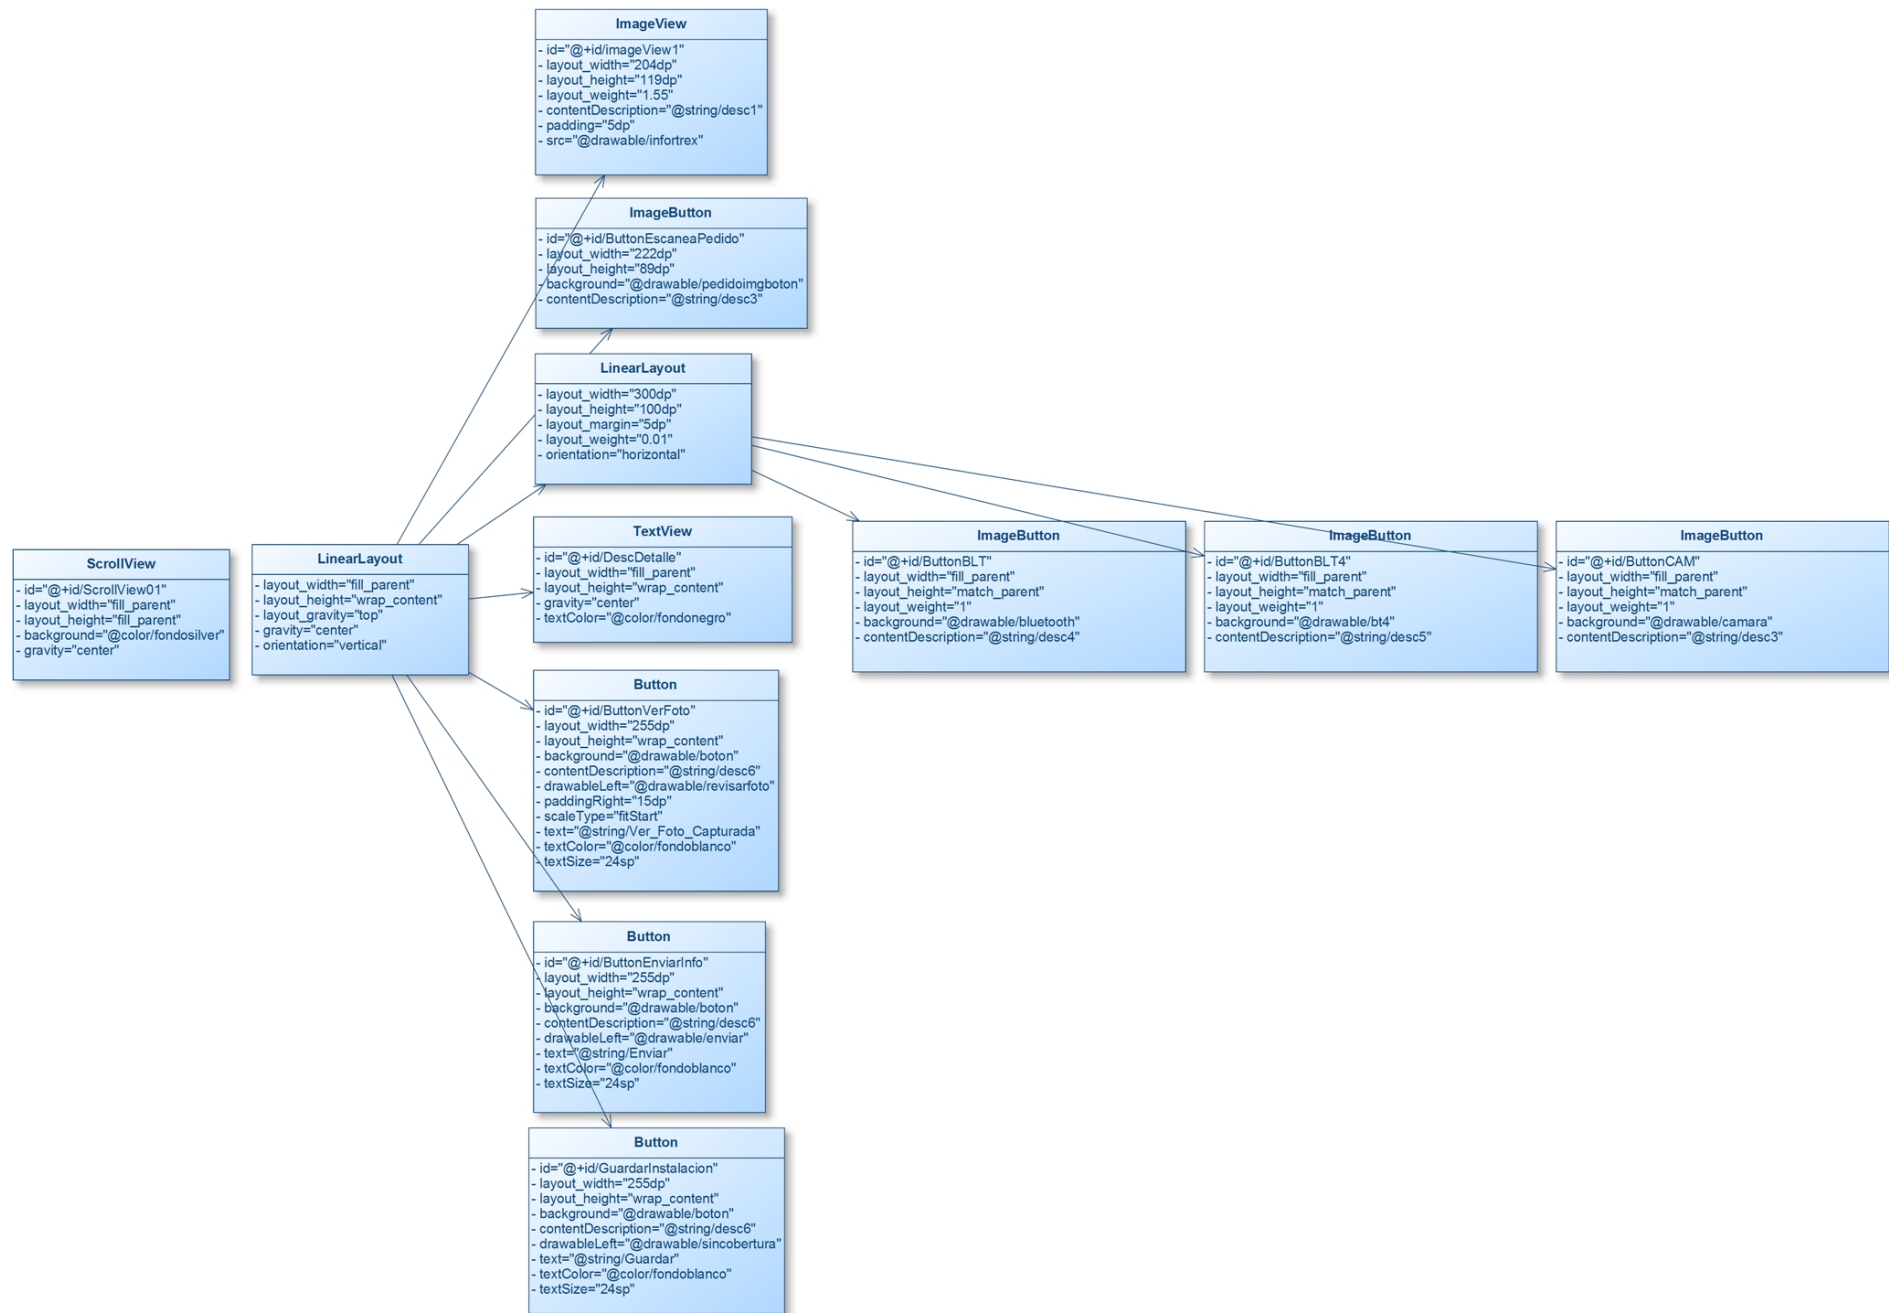 ImageView
- id="@+id/imageView1"
- layout_width="204dp"
- layout_height="119dp"
- layout_weight="1.55"
- contentDescription="@string/desc1"
- padding="5dp"
- src="@drawable/infortrex"
ImageButton
- id="@+id/ButtonEscaneaPedido"
- layout_width="222dp"
- layout_height="89dp"
- background="@drawable/pedidoimgboton"
- contentDescription="@string/desc3"
LinearLayout
- layout_width="300dp"
- layout_height="100dp"
- layout_margin="5dp"
- layout_weight="0.01"
- orientation="horizontal"
ScrollView
- id="@+id/ScrollView01"
- layout_width="fill_parent"
- layout_height="fill_parent"
- background="@color/fondosilver"
- gravity="center"
LinearLayout
- layout_width="fill_parent"
- layout_height="wrap_content"
- layout_gravity="top"
- gravity="center"
- orientation="vertical"
TextView
- id="@+id/DescDetalle"
- layout_width="fill_parent"
- layout_height="wrap_content"
- gravity="center"
- textColor="@color/fondonegro"
ImageButton
- id="@+id/ButtonBLT"
- layout_width="fill_parent"
- layout_height="match_parent"
- layout_weight="1"
- background="@drawable/bluetooth"
- contentDescription="@string/desc4"
ImageButton
- id="@+id/ButtonBLT4"
- layout_width="fill_parent"
- layout_height="match_parent"
- layout_weight="1"
- background="@drawable/bt4"
- contentDescription="@string/desc5"
ImageButton
- id="@+id/ButtonCAM"
- layout_width="fill_parent"
- layout_height="match_parent"
- layout_weight="1"
- background="@drawable/camara"
- contentDescription="@string/desc3"
Button
- id="@+id/ButtonVerFoto"
- layout_width="255dp"
- layout_height="wrap_content"
- background="@drawable/boton"
- contentDescription="@string/desc6"
- drawableLeft="@drawable/revisarfoto"
- paddingRight="15dp"
- scaleType="fitStart"
- text="@string/Ver_Foto_Capturada"
- textColor="@color/fondoblanco"
- textSize="24sp"
Button
- id="@+id/ButtonEnviarInfo"
- layout_width="255dp"
- layout_height="wrap_content"
- background="@drawable/boton"
- contentDescription="@string/desc6"
- drawableLeft="@drawable/enviar"
- text="@string/Enviar"
- textColor="@color/fondoblanco"
- textSize="24sp"
Button
- id="@+id/GuardarInstalacion"
- layout_width="255dp"
- layout_height="wrap_content"
- background="@drawable/boton"
- contentDescription="@string/desc6"
- drawableLeft="@drawable/sincobertura"
- text="@string/Guardar"
- textColor="@color/fondoblanco"
- textSize="24sp"